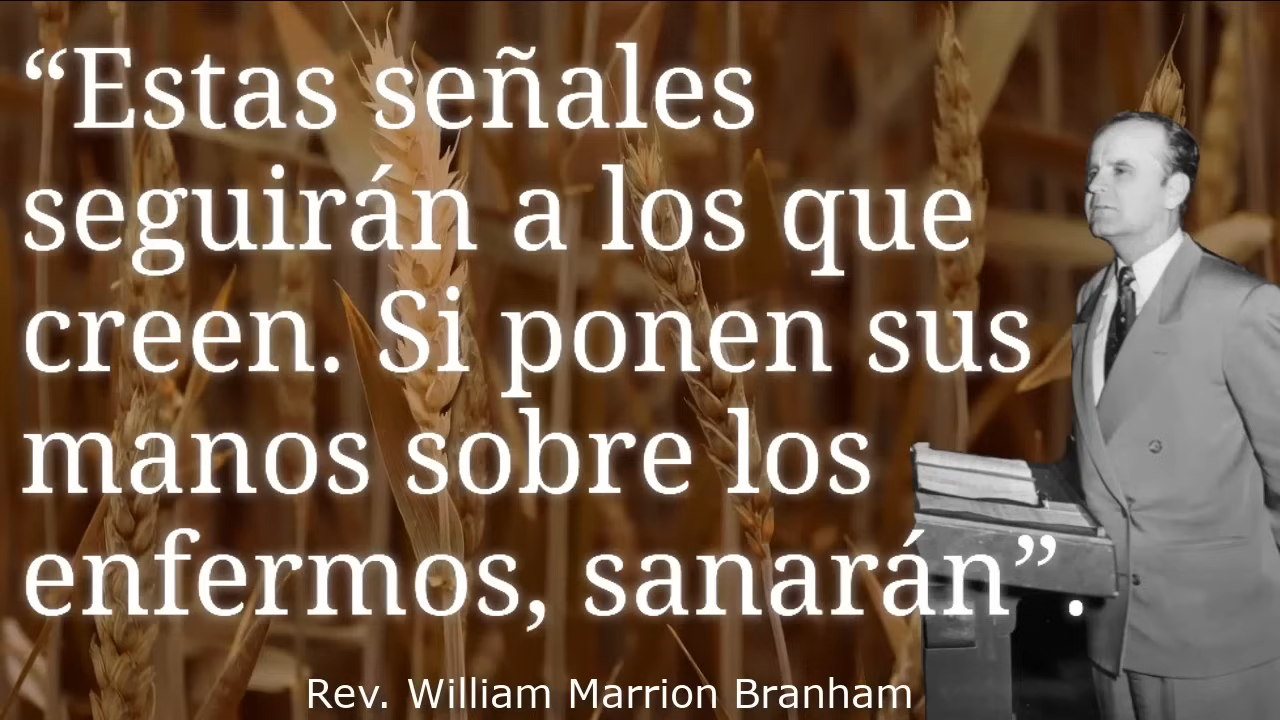 “Estas señales
seguirán a los que
creen. Si ponen sus
manos sobre los
enfermos, sanarán”.
Rev. William Marrion Branham